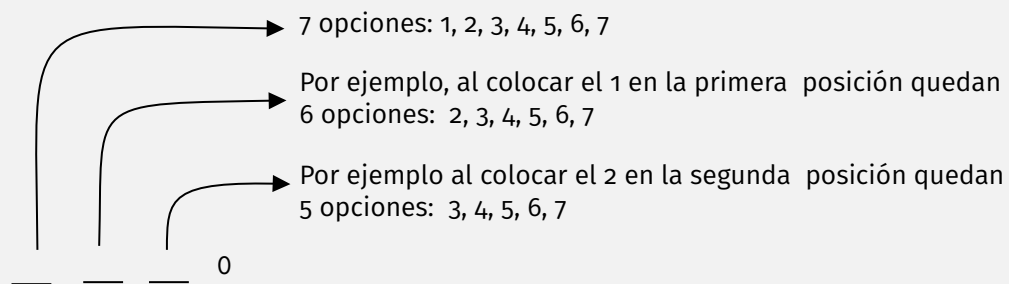 7 opciones: 1, 2, 3, 4, 5, 6, 7
Por ejemplo, al colocar el 1 en la primera posición quedan
6 opciones: 2, 3, 4, 5, 6, 7
Por ejemplo al colocar el 2 en la segunda posición quedan
5 opciones: 3, 4, 5, 6, 7
0